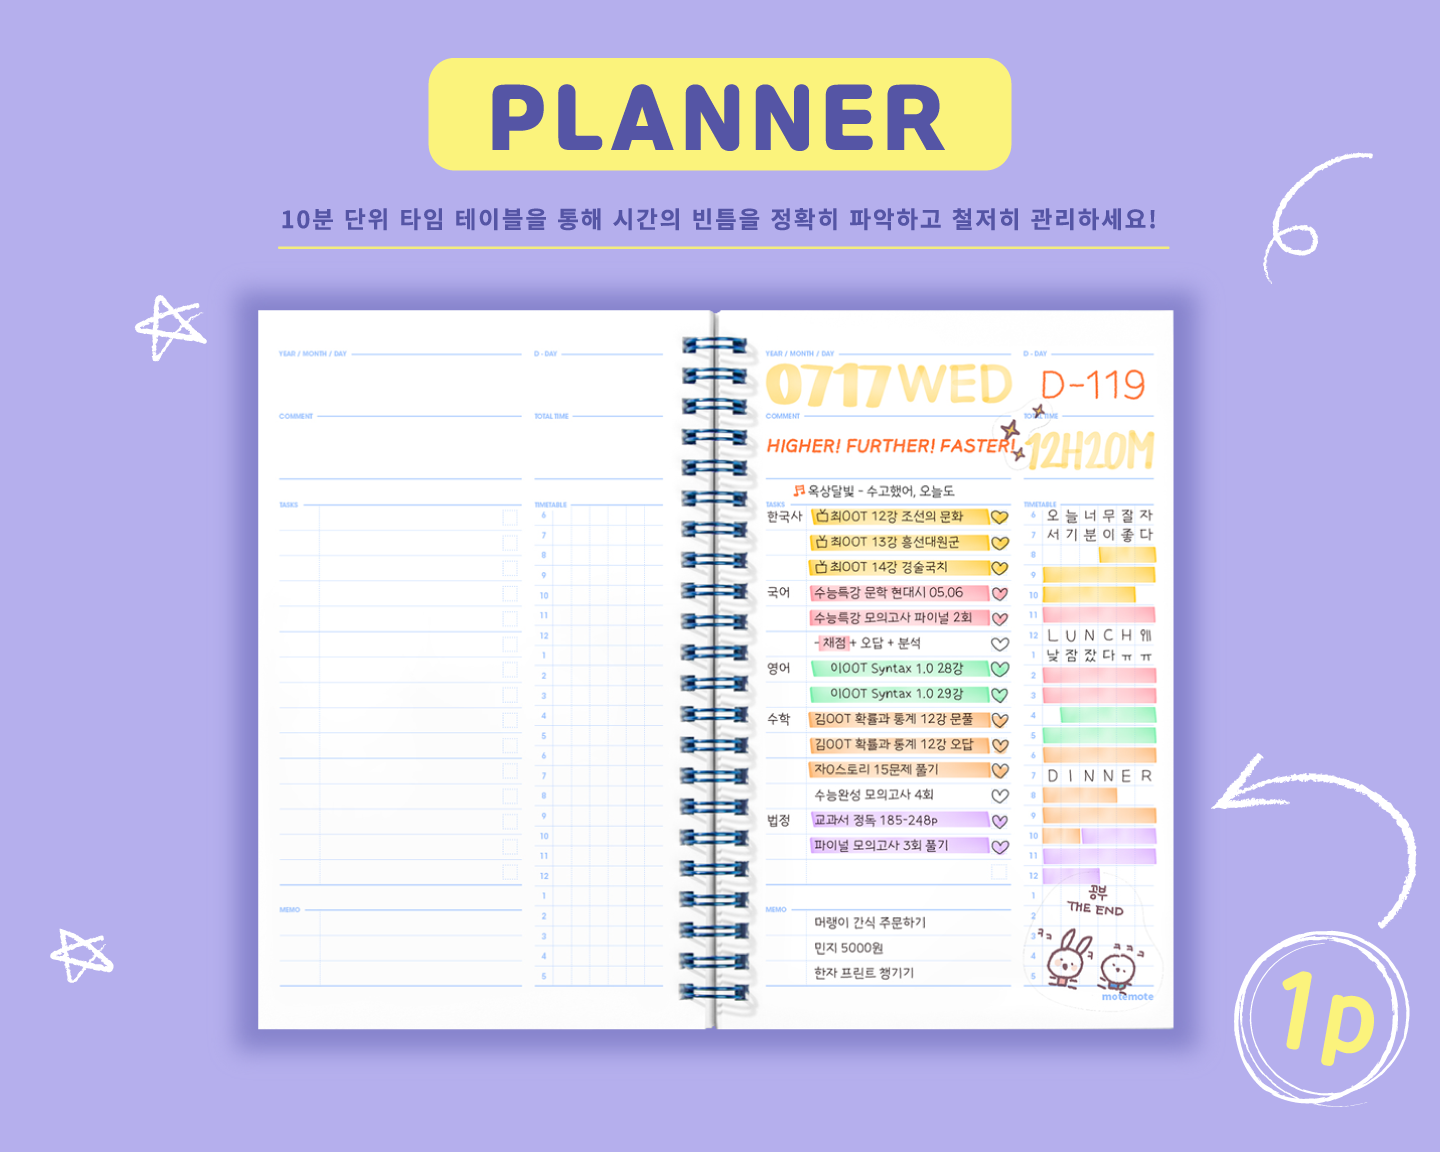 PLANNER
10분 단위 타임 테이블을 통해 시간의 빈틈을 정확히 파악하고 철저히 관리하세요!
YEAR / MONTH / DAY
D - DAY
COMMENT
TOTAL TIME
TASKS
TIMETABLE
6
7
8
9
10
11
12
1
2
3
4
5
6
7
8
9
10
11
12
1
2
3
4
5
MEMO
YEAR / MONTH / DAY
D - DAY
0717 WED
D-119
COMMENT
TOTAL TIME
HIGHER! FURTHER! FASTER!
12H20M
옥상달빛 - 수고했어, 오늘도
TASKS
한국사 최OOT 12강 조선의 문화
최OOT 13강 흥선대원군
최OOT 14강 경술국치
국어 수능특강 문학 현대시 05,06
수능특강 모의고사 파이널 2회
- 채점 + 오답 + 분석
영어 이OOT Syntax 1.0 28강
이OOT Syntax 1.0 29강
수학 김OOT 확률과 통계 12강 문풀
김OOT 확률과 통계 12강 오답
자이스토리 15문제 풀기
수능완성 모의고사 4회
법정 교과서 정독 185-248p
파이널 모의고사 3회 풀기
MEMO
머랭이 간식 주문하기
민지 5000원
한자 프린트 챙기기
TIMETABLE
6 오늘너무잘자
7 서기분이좋다
8
9
10
11
12 LUNCH
1 낮잠잤다ㅠㅠ
2
3
4
5
6
7 DINNER
8
9
10
11
12
1 공부
2 THE END
3 ㅋㅋ ㅋㅋㅋ
4
5
motemote
1p